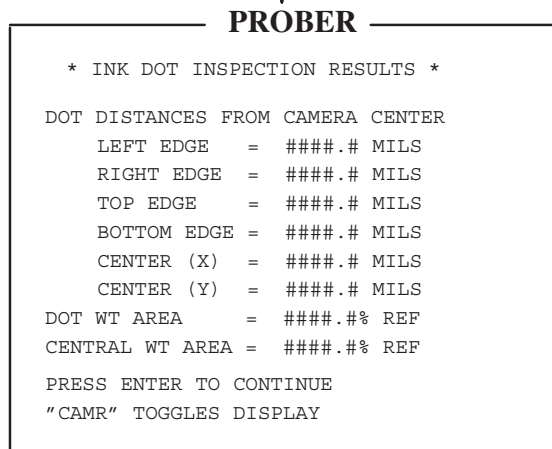 PROBER
* INK DOT INSPECTION RESULTS *
DOT DISTANCES FROM CAMERA CENTER
LEFT EDGE = ####.# MILS
RIGHT EDGE = ####.# MILS
TOP EDGE = ####.# MILS
BOTTOM EDGE = ####.# MILS
CENTER (X) = ####.# MILS
CENTER (Y) = ####.# MILS
DOT WT AREA = ####.#% REF
CENTRAL WT AREA = ####.#% REF
PRESS ENTER TO CONTINUE
”CAMR” TOGGLES DISPLAY